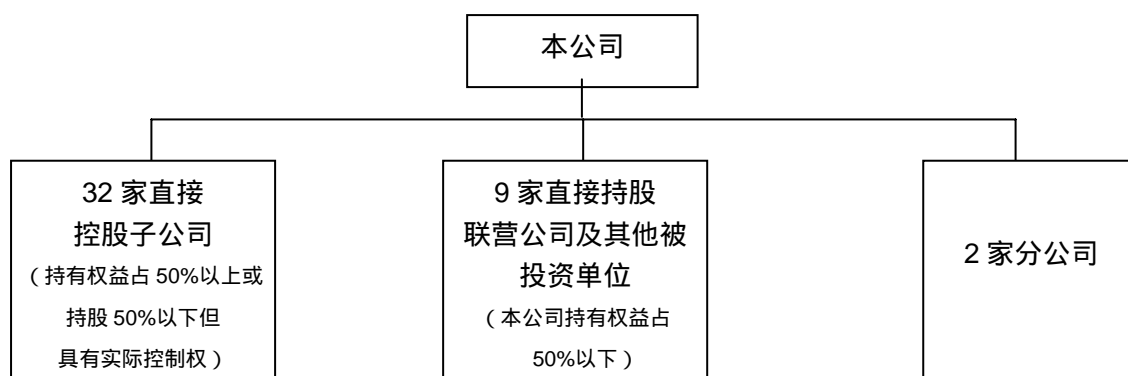 本公司
32 家直接
控股子公司
（持有权益占 50%以上或
持股 50%以下但
具有实际控制权）
9 家直接持股
联营公司及其他被
投资单位
（本公司持有权益占
50%以下）
2 家分公司